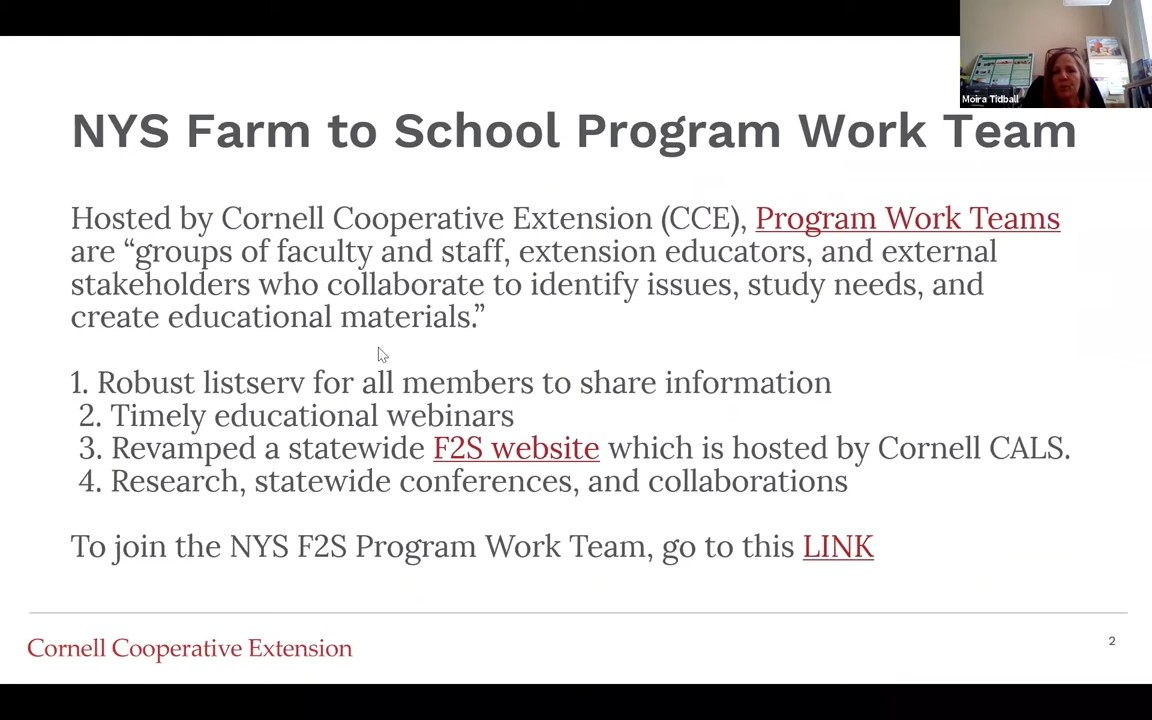 Moira Tidball
NYS Farm to School Program Work Team
Hosted by Cornell Cooperative Extension (CCE), Program Work Teams
are “groups of faculty and staff, extension educators, and external
stakeholders who collaborate to identify issues, study needs, and
create educational materials.”
1. Robust listserv for all members to share information
2. Timely educational webinars
3. Revamped a statewide F2S website which is hosted by Cornell CALS.
4. Research, statewide conferences, and collaborations
To join the NYS F2S Program Work Team, go to this LINK
Cornell Cooperative Extension
2